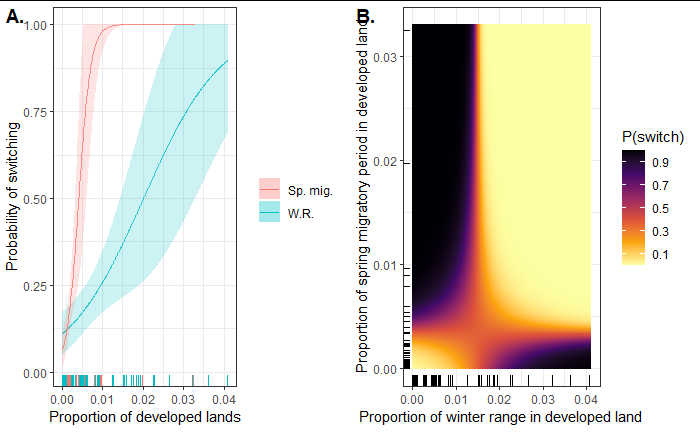 A.
Probability of switching
1.00
0.75
0.50
0.25
0.00
0.00 0.01 0.02 0.03 0.04
Proportion of developed lands
Sp. mig.
W.R.
B.
Proportion of spring migratory period in developed land
0.03
0.02
0.01
0.00
0.00 0.01 0.02 0.03 0.04
Proportion of winter range in developed land
P(switch)
0.9
0.7
0.5
0.3
0.1